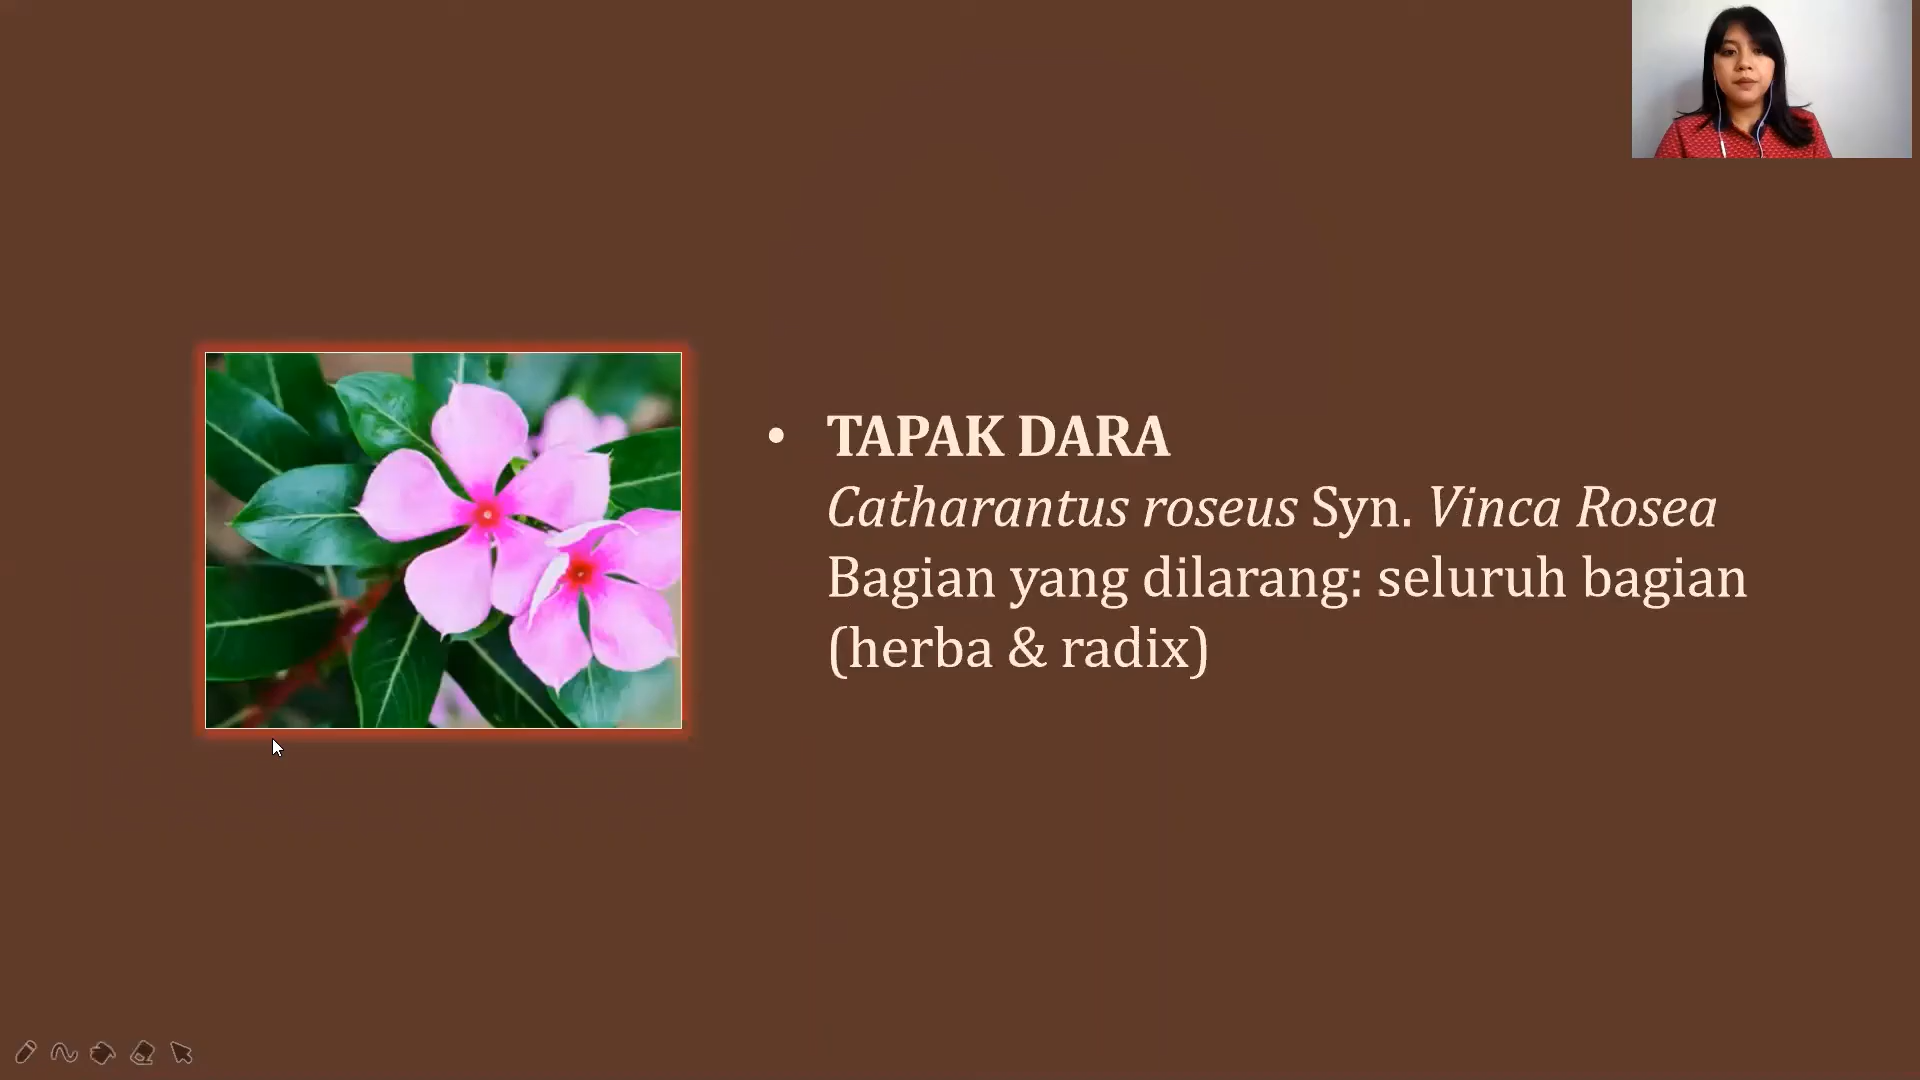 • TAPAK DARA
Catharantus roseus Syn. Vinca Rosea
Bagian yang dilarang: seluruh bagian
(herba & radix)